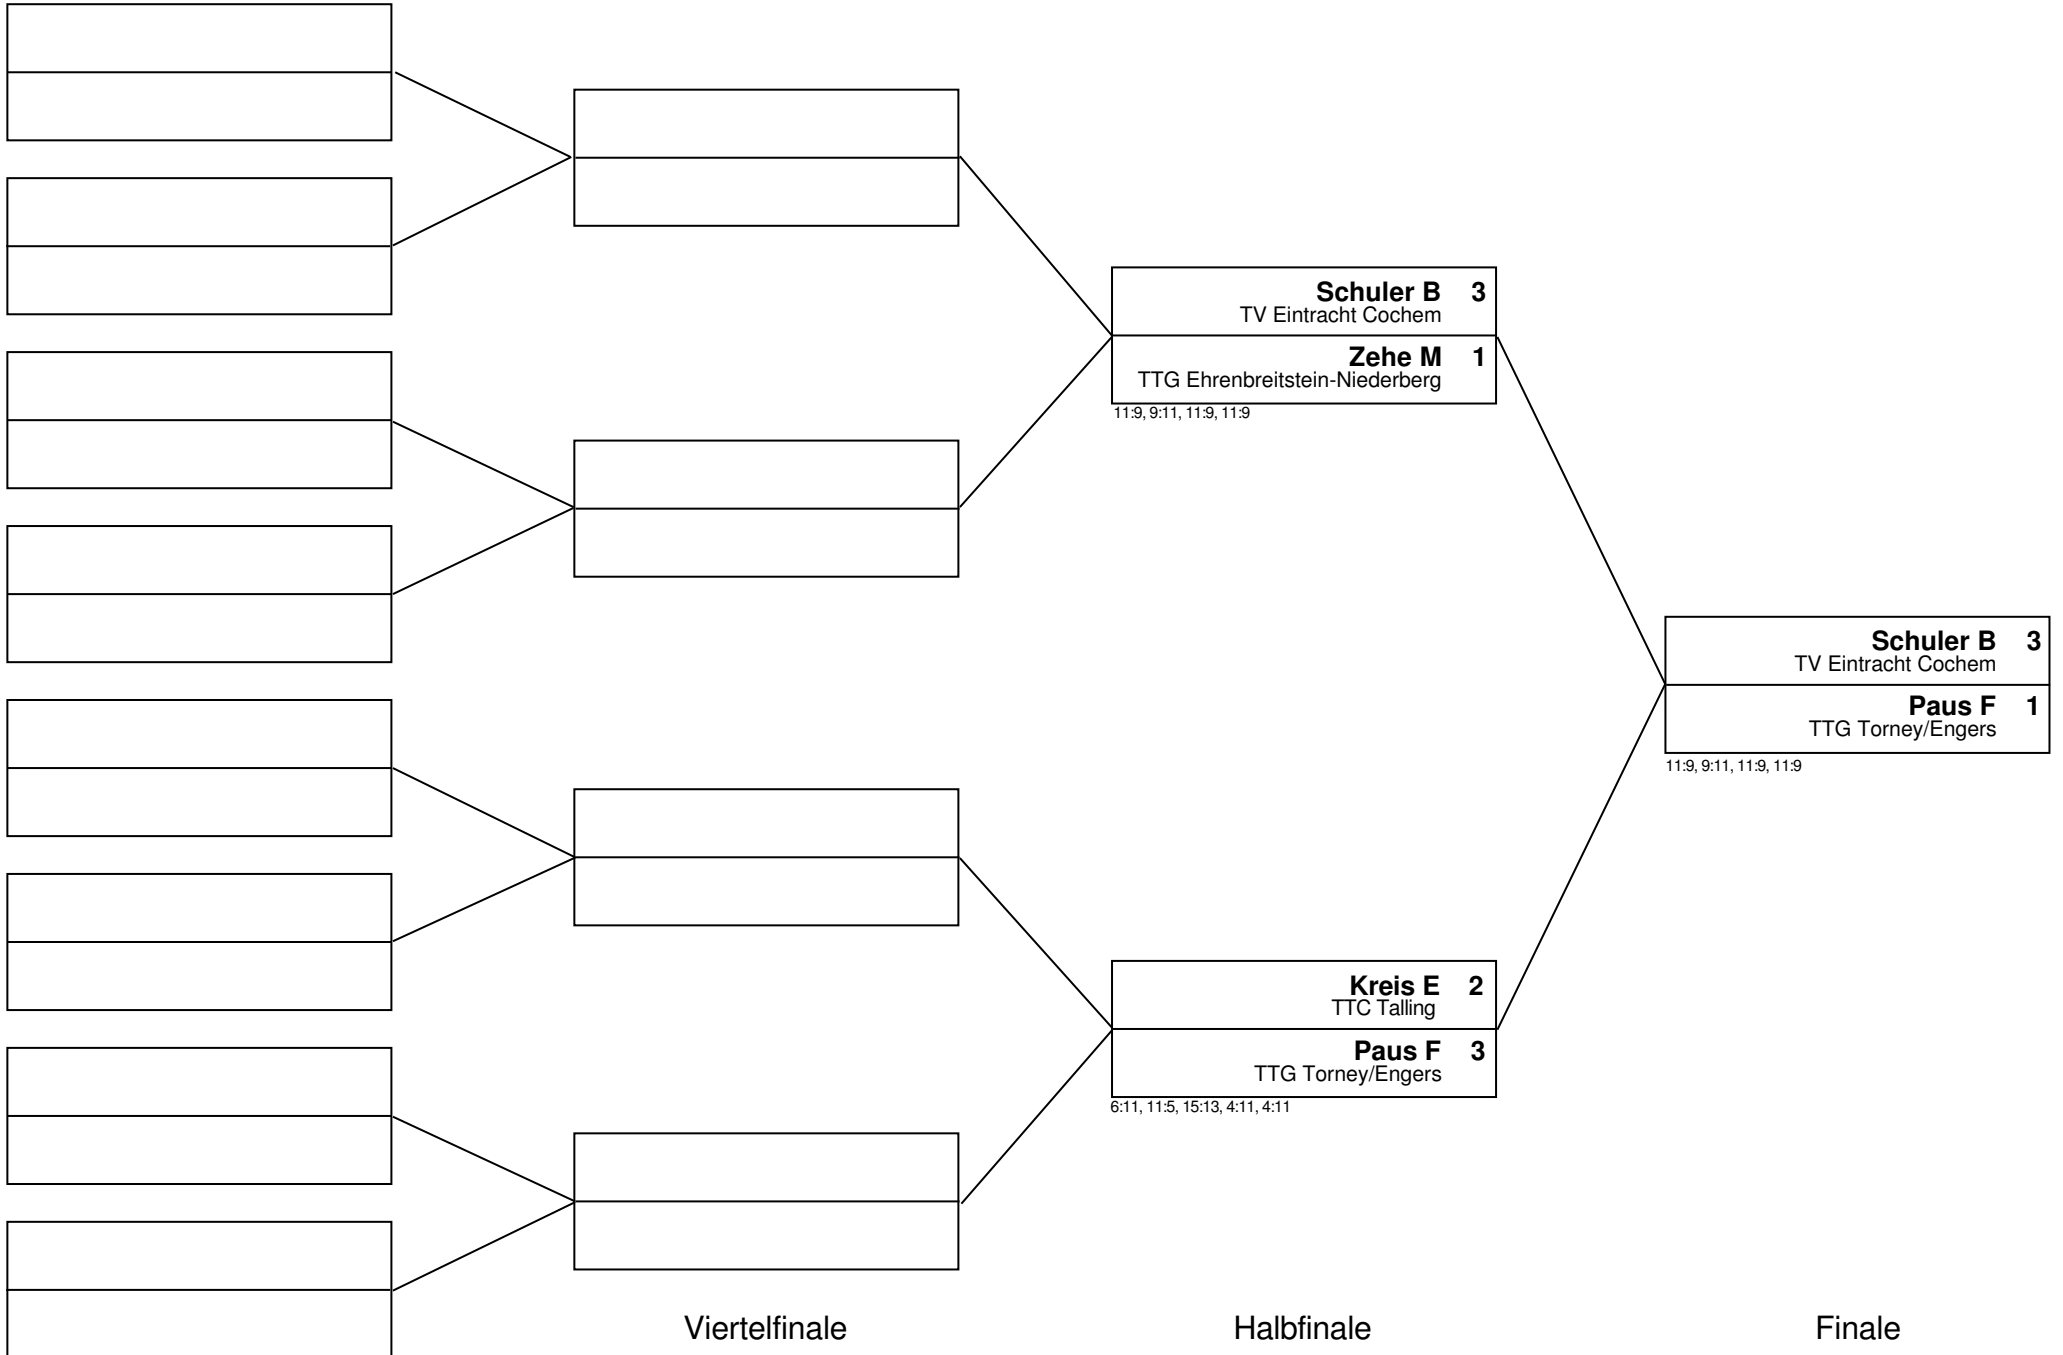 Schuler B 3
TV Eintracht Cochem
Zehe M 1
TTG Ehrenbreitstein-Niederberg
11:9, 9:11, 11:9, 11:9
Schuler B 3
TV Eintracht Cochem
Paus F 1
TTG Torney/Engers
11:9, 9:11, 11:9, 11:9
Kreis E 2
TTC Talling
Paus F 3
TTG Torney/Engers
6:11, 11:5, 15:13, 4:11, 4:11
Viertelfinale Halbfinale Finale